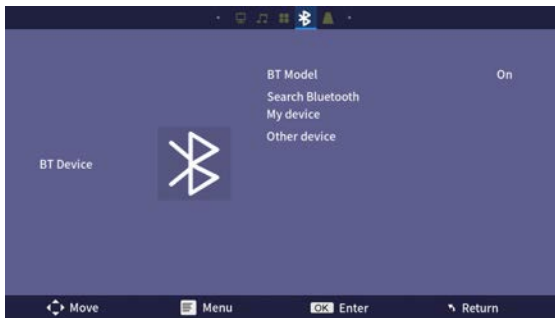 BT Model On
Search Bluetooth
My device
Other device
BT Device
Move Menu OK Enter Return